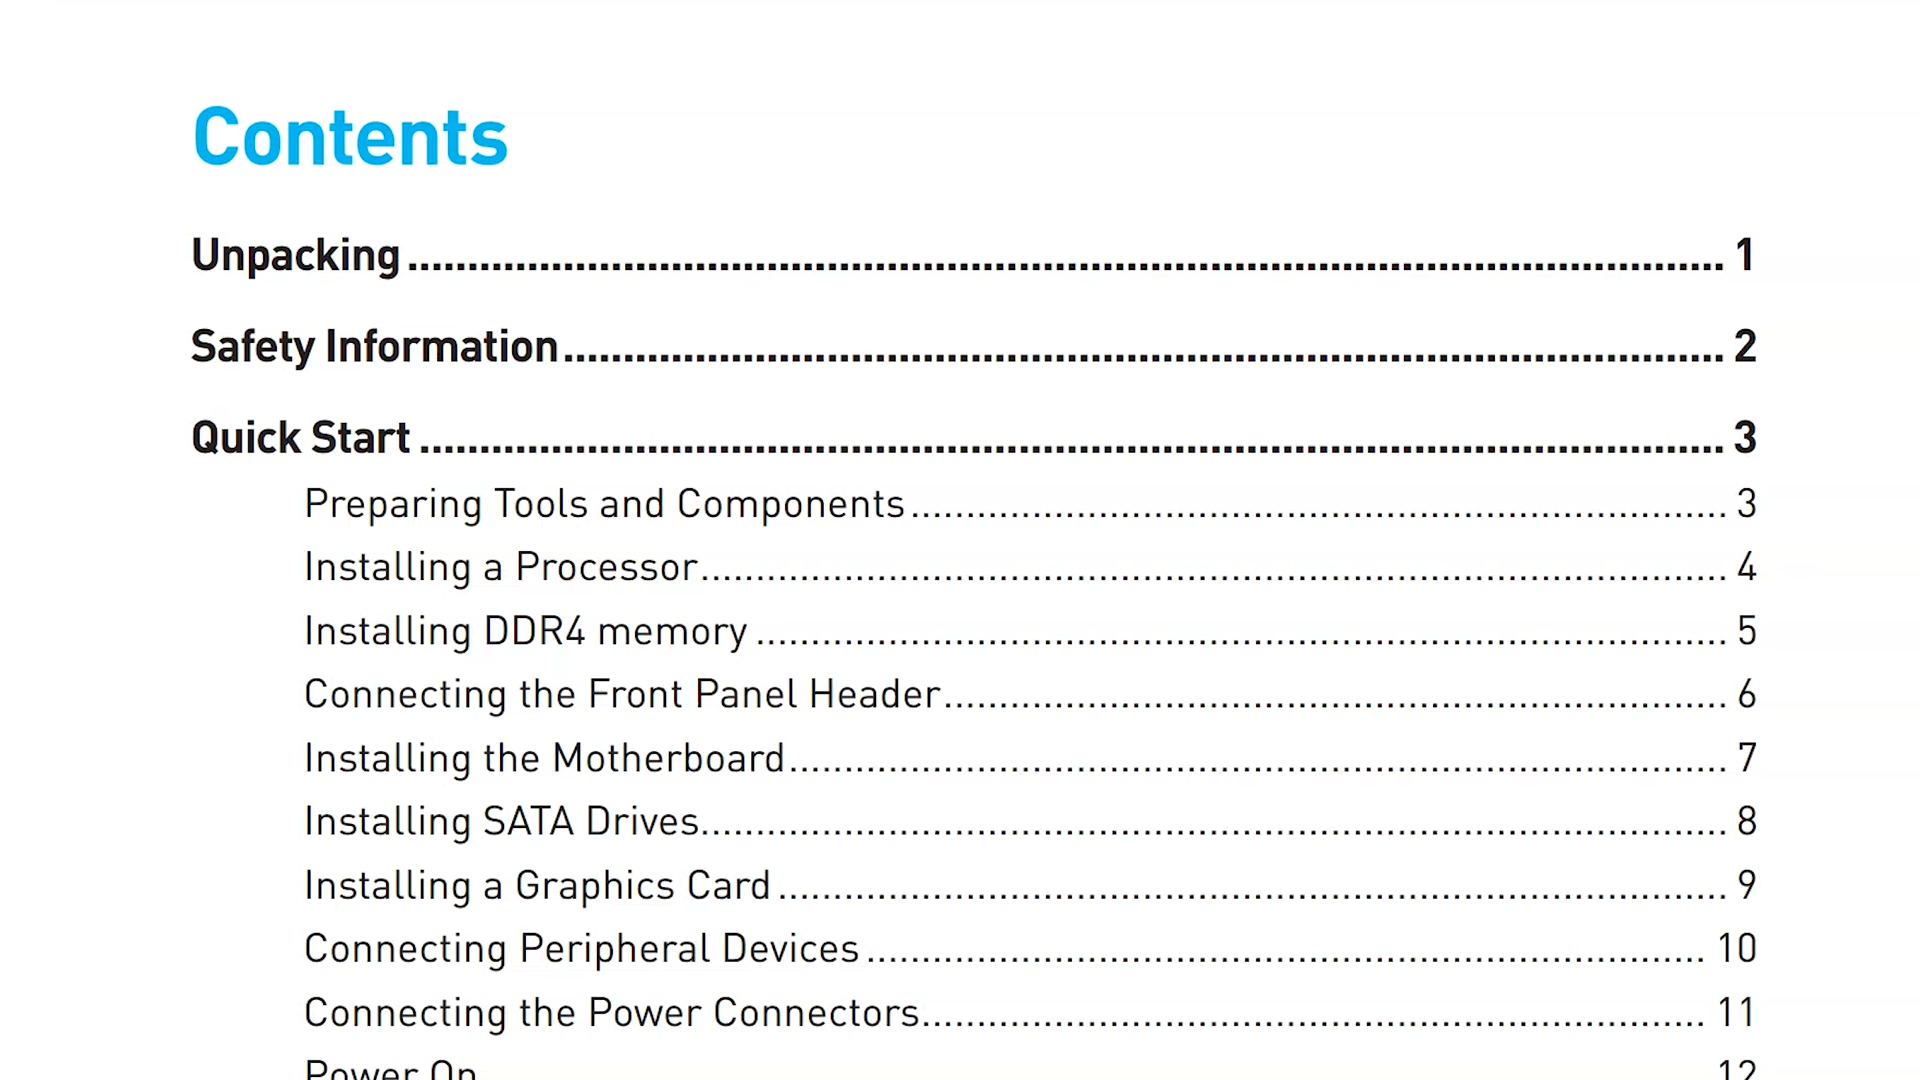 Contents
Unpacking.............................................................................................................. 1
Safety Information................................................................................................. 2
Quick Start ............................................................................................................. 3
Preparing Tools and Components.................................................................... 3
Installing a Processor...................................................................................... 4
Installing DDR4 memory ................................................................................. 5
Connecting the Front Panel Header................................................................. 6
Installing the Motherboard.............................................................................. 7
Installing SATA Drives...................................................................................... 8
Installing a Graphics Card ............................................................................... 9
Connecting Peripheral Devices ...................................................................... 10
Connecting the Power Connectors.................................................................. 11
Power On 12